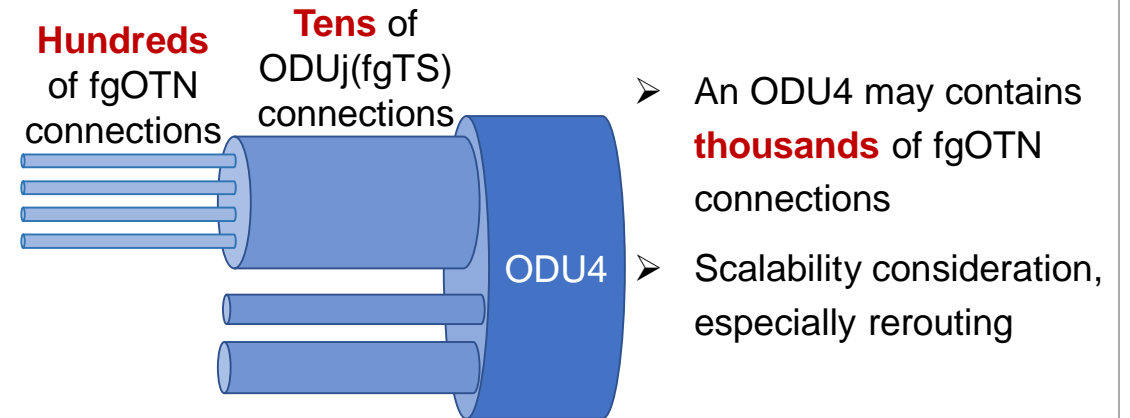 Hundreds
of fgOTN
connections
Tens of
ODUj(fgTS)
connections
ODU4
➢ An ODU4 may contains
thousands of fgOTN
connections
➢ Scalability consideration,
especially rerouting